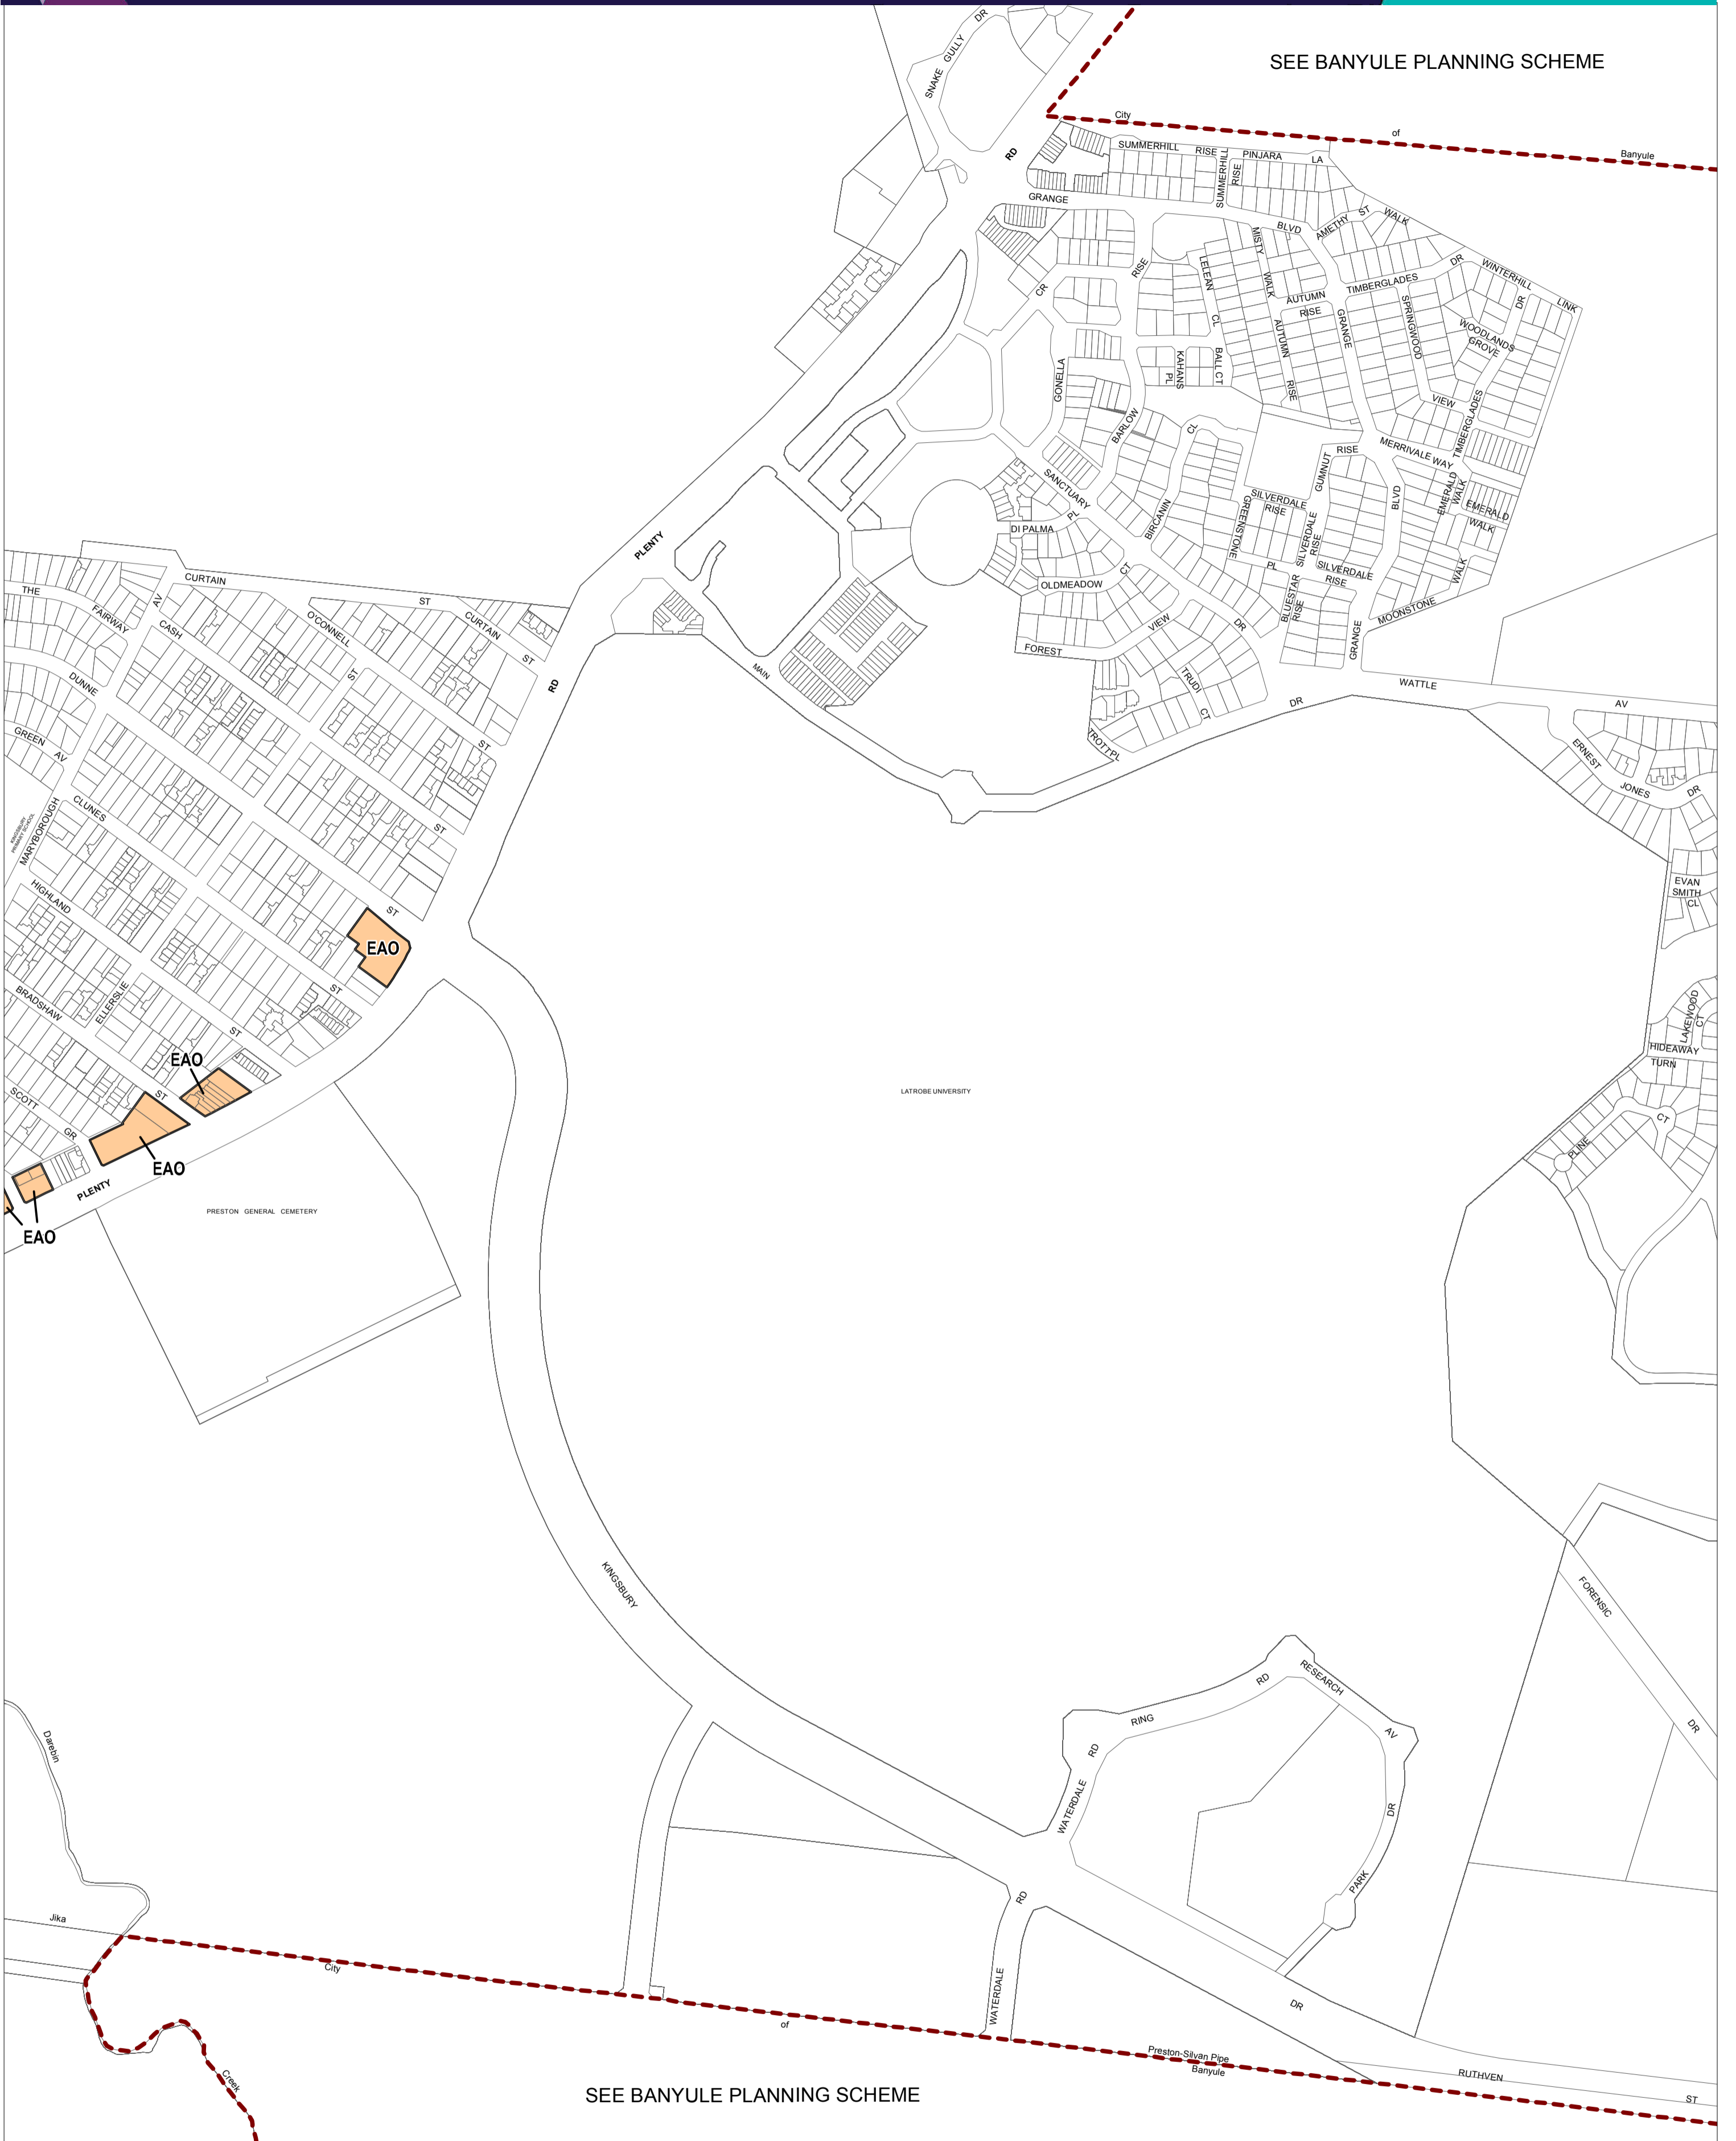 SEE BANYULE PLANNING SCHEME
SNAKE GULLY DR
City
of
Banyule
RD
SUMMERHILL RISE
PINJARA LA
SUMMERHILL
RISE
GRANGE
BLVD
AMETHY ST WALK
MISTY
WALK
LELEAN
CL
RISE
CR
DR
WINTERHILL
LINK
TIMBERGLADES
DR
AUTUMN
RISE
AUTUMN
RISE
GRANGE
SPRINGWOOD
WOODLANDS
GROVE
VIEW
TIMBERGLADES
GONELLA
KAHANS
PL
BALL CT
BARLOW
CL
RISE
MERRIVALE WAY
GUMNUT
SANCTUARY
BIRCANIN
SILVERDALE
RISE
GREENSTONE
PL
SILVERDALE
RISE
SILVERDALE
RISE
BLVD
EMERALD
WALK
EMERALD
WALK
WALK
MOONSTONE
DI PALMA
PL
OLDMEADOW
CT
BLUESTAR
RISE
GRANGE
DR
VIEW
FOREST
TRUDI
CT
TROTT PL
PLENTY
RD
MAIN
DR
WATTLE
AV
ERNEST
JONES
DR
EVAN
SMITH
CL
LAKEWOOD
CT
HIDEAWAY
TURN
CT
PLINE
THE
FAIRWAY
AV
CURTAIN
ST
CURTAIN
ST
CASH
O'CONNELL
ST
DUNNE
ST
GREEN
AV
KINGSBURY
PRIMARY SCHOOL
MARYBOROUGH
CLUNES
ST
HIGHLAND
ST
EAO
ST
BRADSHAW
ELLERSLIE
ST
EAO
ST
SCOTT
GR
EAO
PLENTY
EAO
LATROBE UNIVERSITY
PRESTON GENERAL CEMETERY
KINGSBURY
FORENSIC
DR
RESEARCH
AV
RING
RD
WATERDALE
RD
DR
PARK
Darebin
Jika
City
of
RD
WATERDALE
DR
Preston-Silvan Pipe
Banyule
RUTHVEN
ST
Creek
SEE BANYULE PLANNING SCHEME